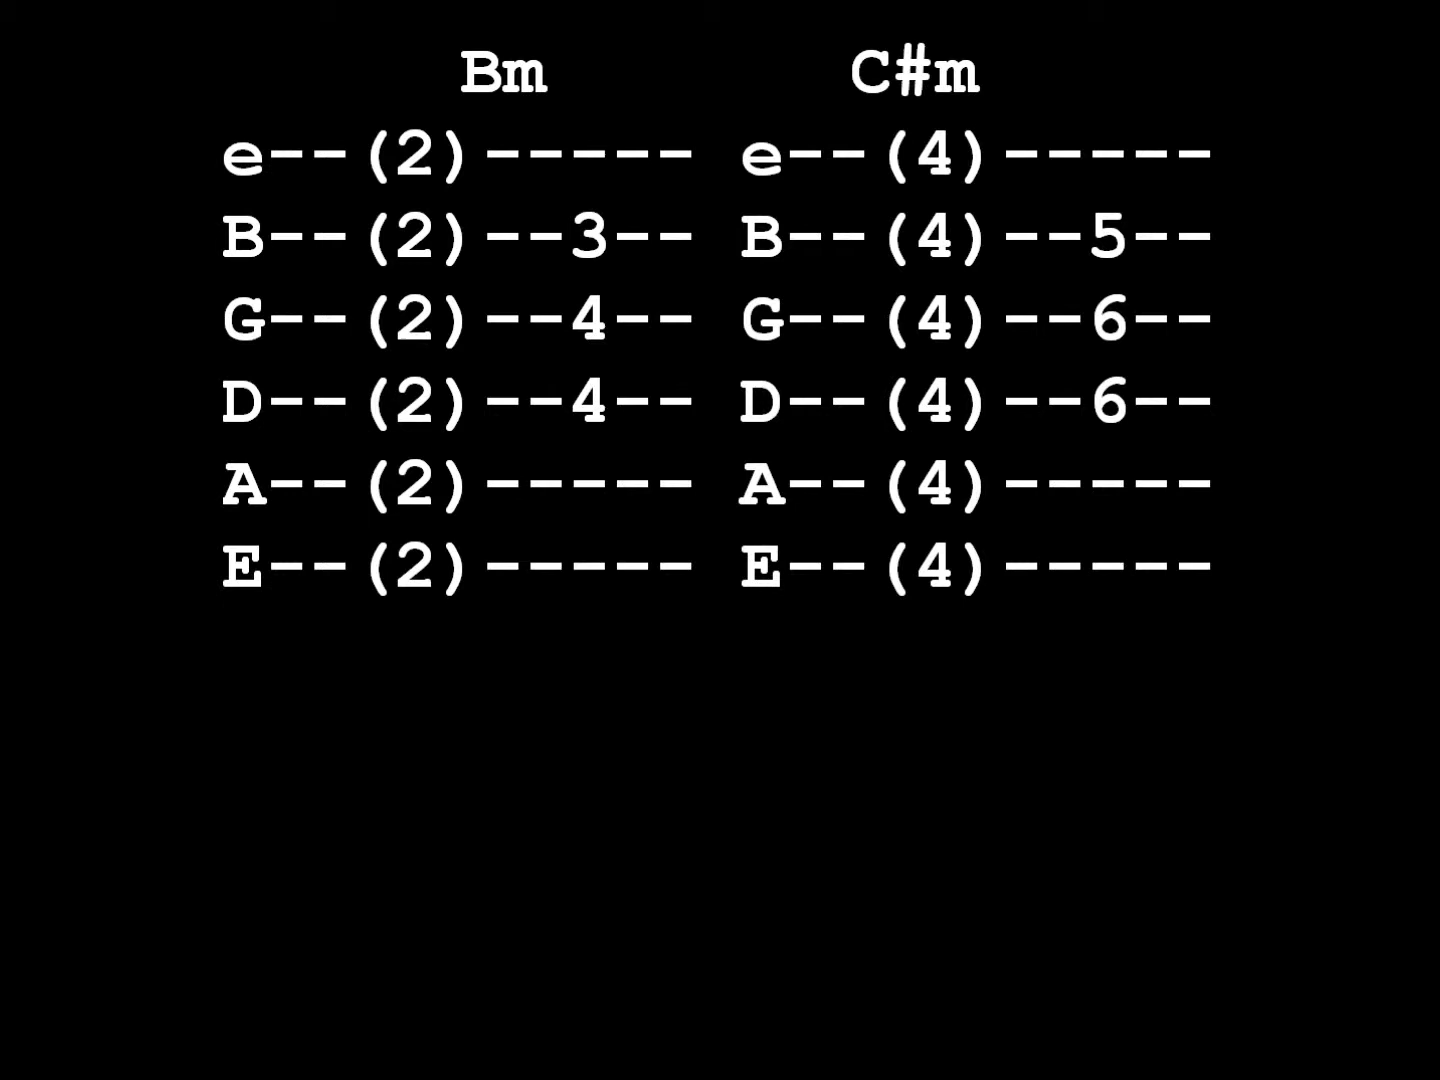 Bm C#m
e--(2)----- e--(4)-----
B--(2)--3-- B--(4)--5--
G--(2)--4-- G--(4)--6--
D--(2)--4-- D--(4)--6--
A--(2)----- A--(4)-----
E--(2)----- E--(4)-----